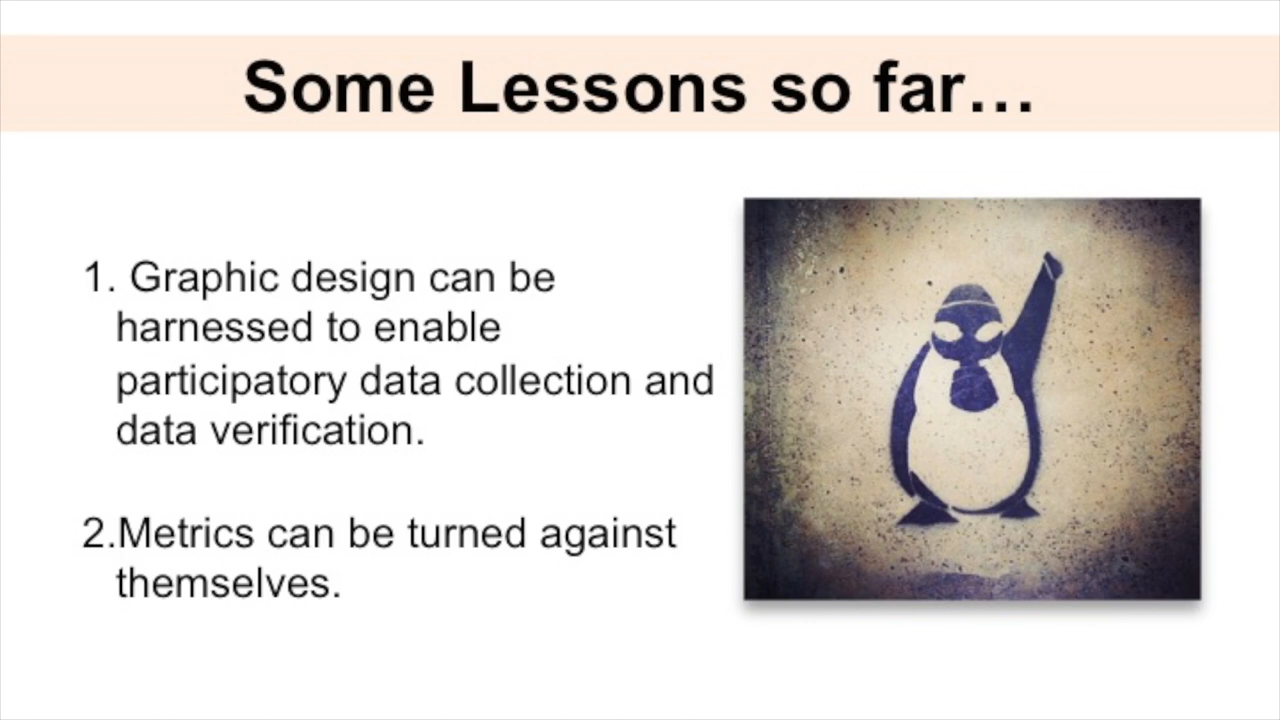 Some Lessons so far…
1. Graphic design can be
harnessed to enable
participatory data collection and
data verification.
2.Metrics can be turned against
themselves.